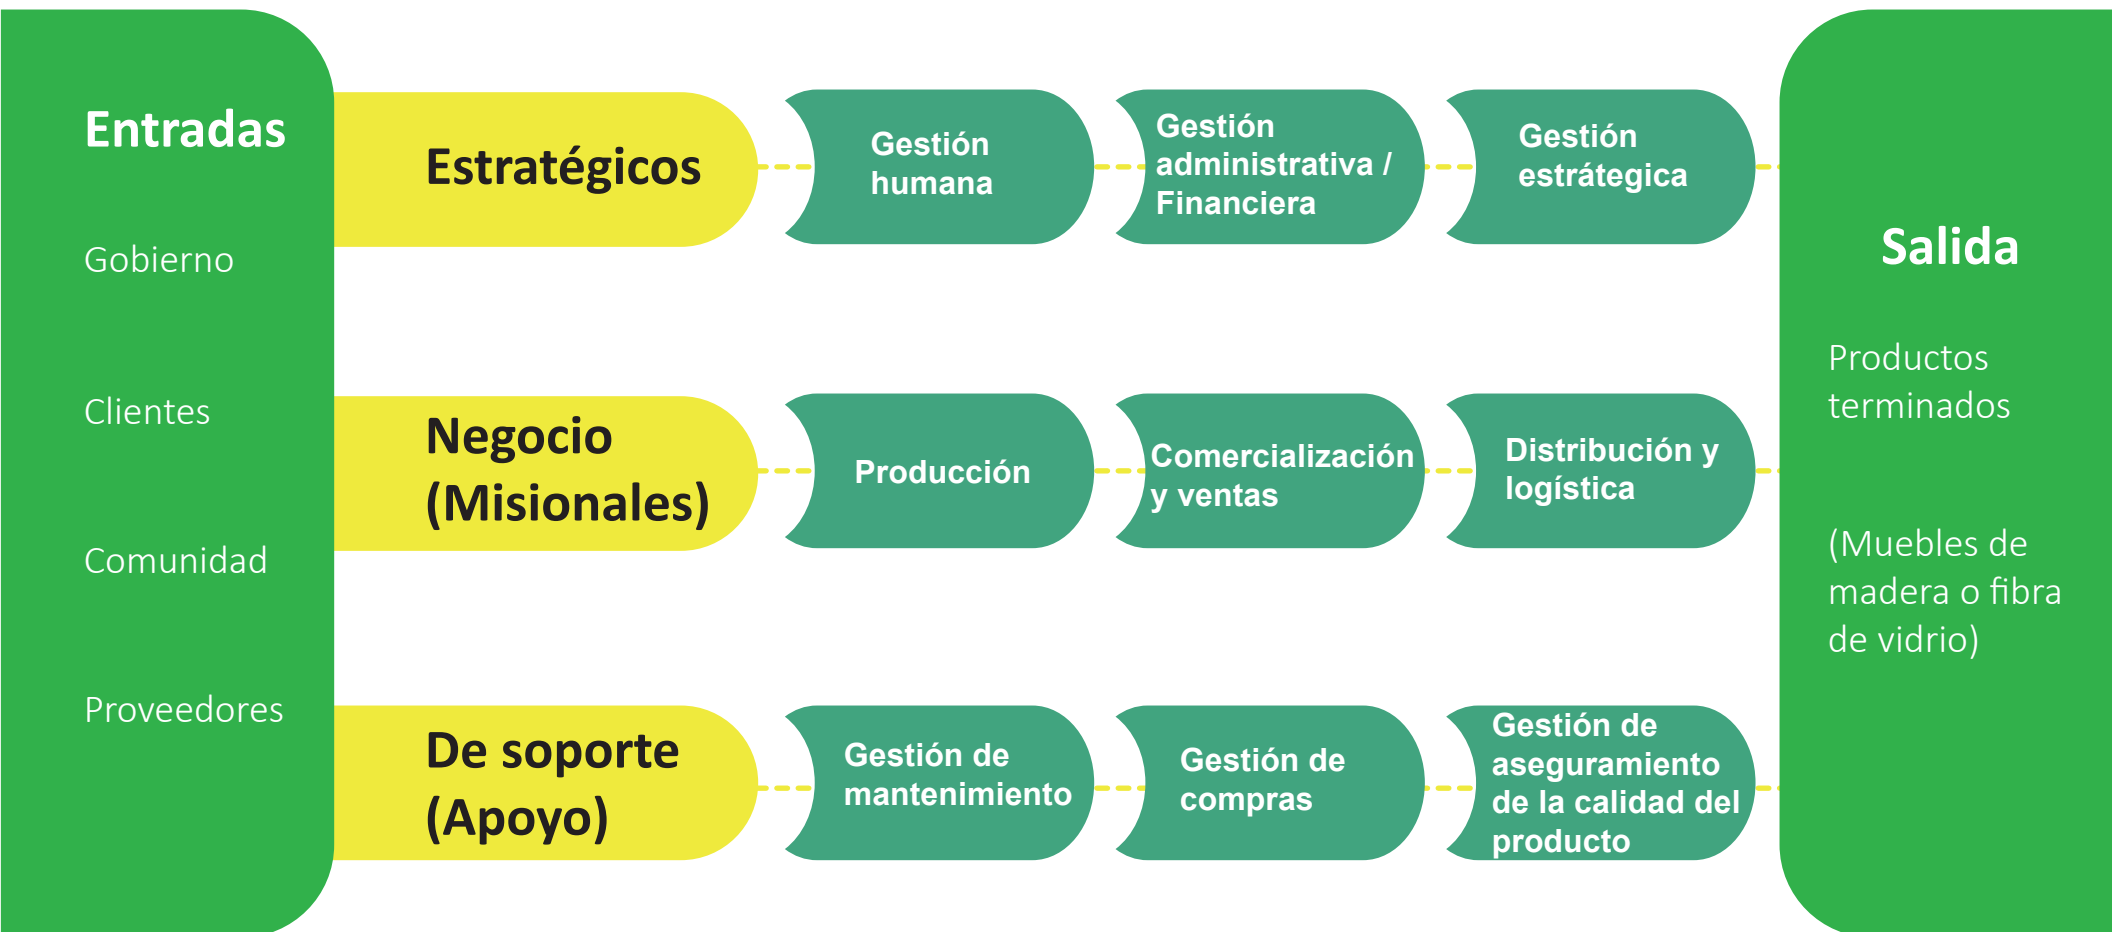 Entradas
Gobierno
Clientes
Comunidad
Proveedores
Estratégicos
Gestión
humana
Gestión
administrativa /
Financiera
Gestión
estrátegica
Negocio
(Misionales)
Producción
Comercialización
y ventas
Distribución y
logística
De soporte
(Apoyo)
Gestión de
mantenimiento
Gestión de
compras
Gestión de
aseguramiento
de la calidad del
producto
Salida
Productos
terminados
(Muebles de
madera o fibra
de vidrio)